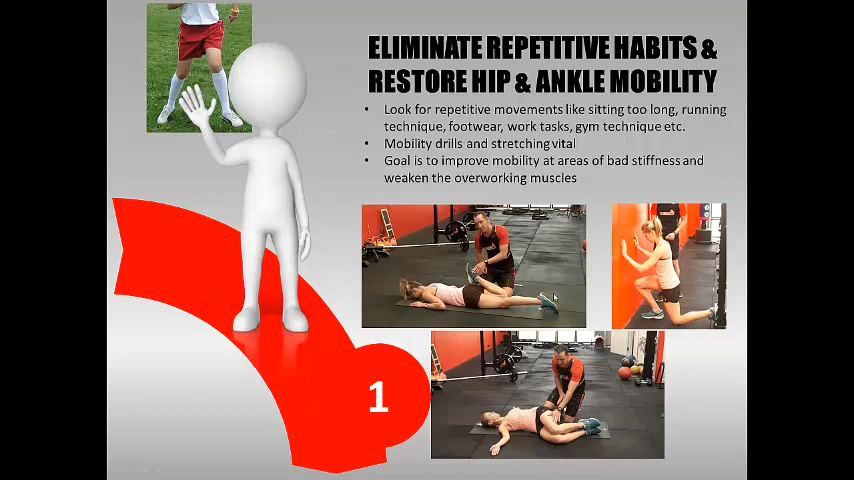 ELIMINATE REPETITIVE HABITS &
RESTORE HIP & ANKLE MOBILITY
• Look for repetitive movements like sitting too long, running
technique, footwear, work tasks, gym technique etc.
• Mobility drills and stretching vital
• Goal is to improve mobility at areas of bad stiffness and
weaken the overworking muscles
1